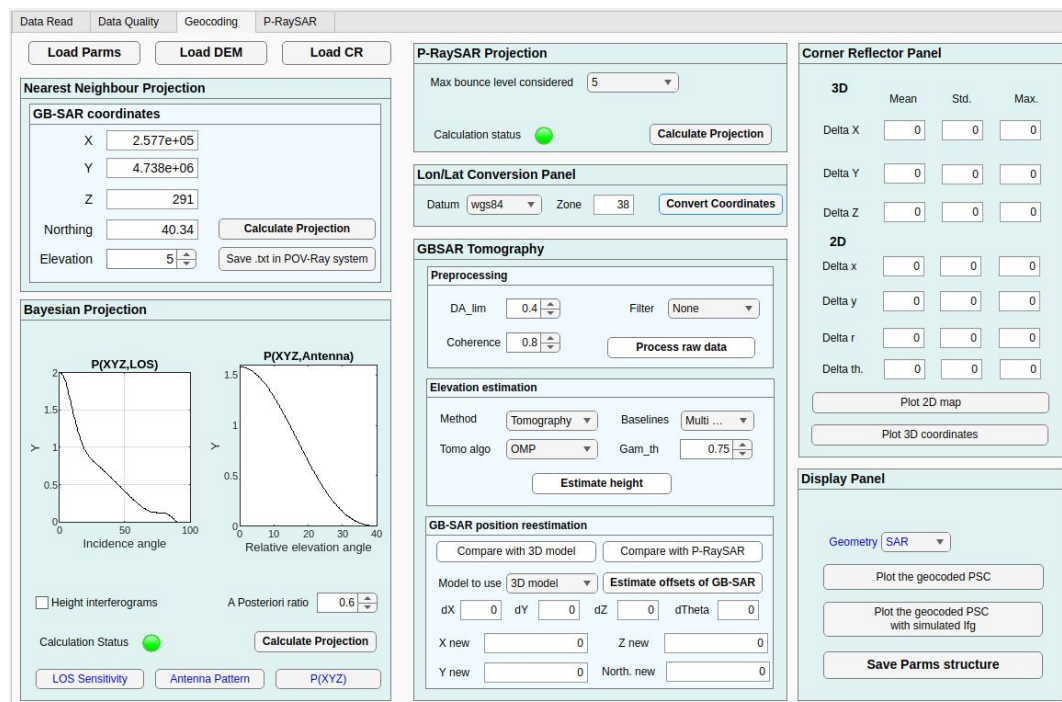 Data Read Data Quality Geocoding P-RaySAR
Load Parms Load DEM Load CR
Nearest Neighbour Projection
GB-SAR coordinates
X 2.577e+05
Y 4.738e+06
Z 291
Northing 40.34 Calculate Projection
Elevation 5 Save .txt in POV-Ray system
Bayesian Projection
P(XYZ,LOS)
2
1.5
1
0.5
0
Y
0 50 100
Incidence angle
P(XYZ,Antenna)
1.5
1
0.5
0
Y
0 10 20 30 40
Relative elevation angle
Height interferograms A Posteriori ratio 0.6
Calculation Status Calculate Projection
LOS Sensitivity Antenna Pattern P(XYZ)
P-RaySAR Projection
Max bounce level considered 5
Calculation status Calculate Projection
Lon/Lat Conversion Panel
Datum wgs84 Zone 38 Convert Coordinates
GBSAR Tomography
Preprocessing
DA_lim 0.4 Filter None
Coherence 0.8 Process raw data
Elevation estimation
Method Tomography Baselines Multi ...
Tomo algo OMP Gam_th 0.75
Estimate height
GB-SAR position reestimation
Compare with 3D model Compare with P-RaySAR
Model to use 3D model Estimate offsets of GB-SAR
dX 0 dY 0 dZ 0 dTheta 0
X new 0 Z new 0
Y new 0 North. new 0
Corner Reflector Panel
3D
Mean Std. Max.
Delta X 0 0 0
Delta Y 0 0 0
Delta Z 0 0 0
2D
Delta x 0 0 0
Delta y 0 0 0
Delta r 0 0 0
Delta th. 0 0 0
Plot 2D map
Plot 3D coordinates
Display Panel
Geometry SAR
Plot the geocoded PSC
Plot the geocoded PSC
with simulated Ifg
Save Parms structure